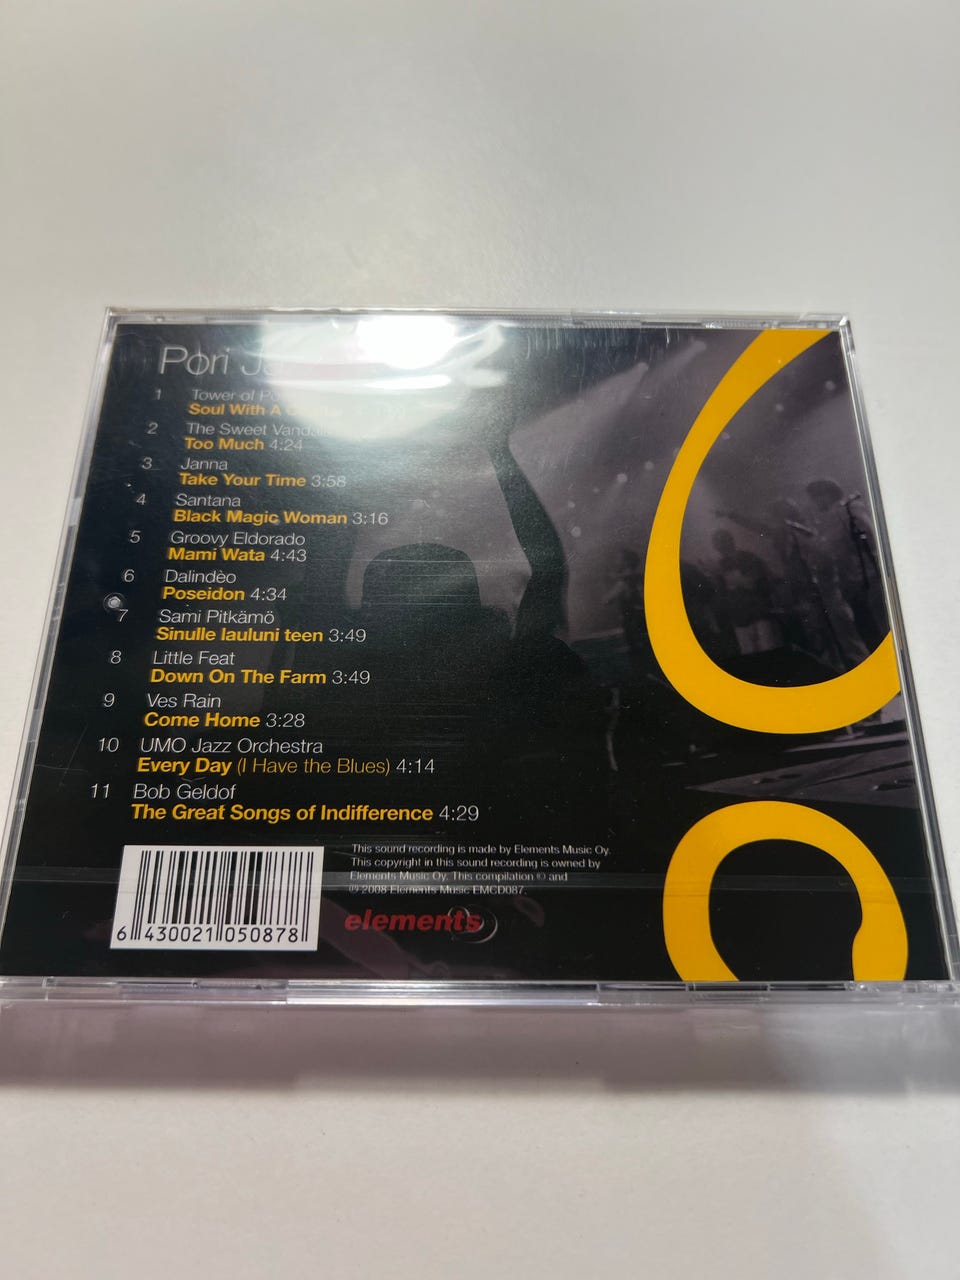 Pori
1 Tower of
Soul With A
2 The Sweet
Too Much 4:24
3 Janna
Take Your Time 3:58
4 Santana
Black Magic Woman 3:16
5 Groovy Eldorado
Mami Wata 4:43
6 Dalindèo
Poseidon 4:34
7 Sami Pitkämö
Sinulle lauluni teen 3:49
8 Little Feat
Down On The Farm 3:49
9 Ves Rain
Come Home 3:28
10 UMO Jazz Orchestra
Every Day (I Have the Blues) 4:14
11 Bob Geldof
The Great Songs of Indifference 4:29
This sound recording is made by Elements Music Oy.
This copyright in this sound recording is owned by
Elements Music Oy. This compilation © and
℗ 2008 Elements Music EMCD087.
elements
6 430021 050878